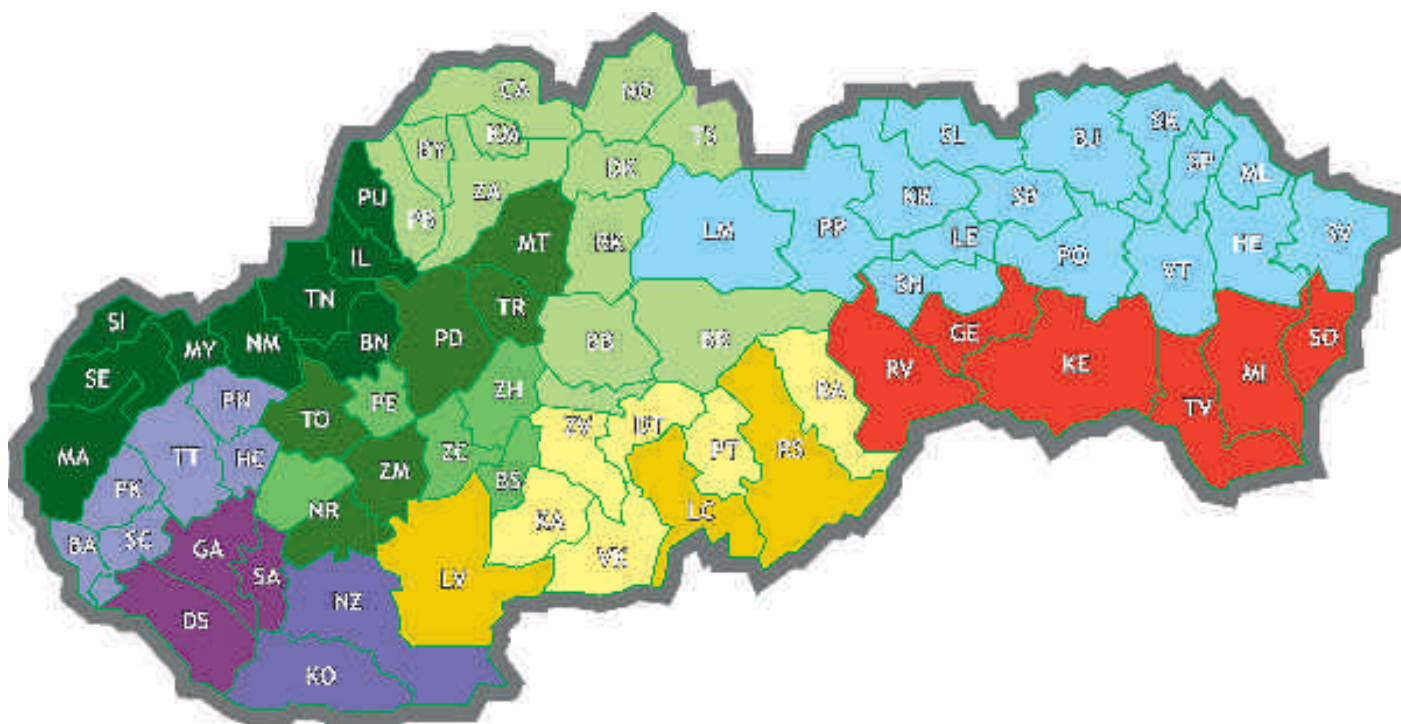 CA
NO
KM
TS
BY
DK
ZA
PU
PB
SL
BJ
SK
SP
ML
KK
SB
MT
RK
LM
PP
LE
PO
HE
SV
IL
VT
SN
TN
TR
SI
MY
NM
BN
PD
BB
BR
GE
RV
KE
SO
MI
SE
PN
PE
ZH
RA
TV
TO
ZV
DT
MA
TT
HC
ZM
ZC
PT
RS
PK
BS
NR
KA
LC
BA
SC
GA
VK
SA
LV
NZ
DS
KO